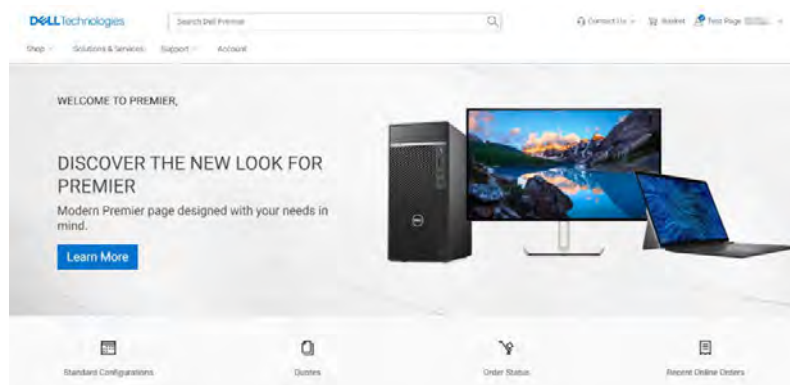 DELL Technologies
Search Dell Premier
Contact Us
Basket
Test Page
Shop
Solutions & Services
Support
Account
WELCOME TO PREMIER,
DISCOVER THE NEW LOOK FOR
PREMIER
Modern Premier page designed with your needs in
mind.
Learn More
Standard Configurations
Quotes
Order Status
Recent Online Orders